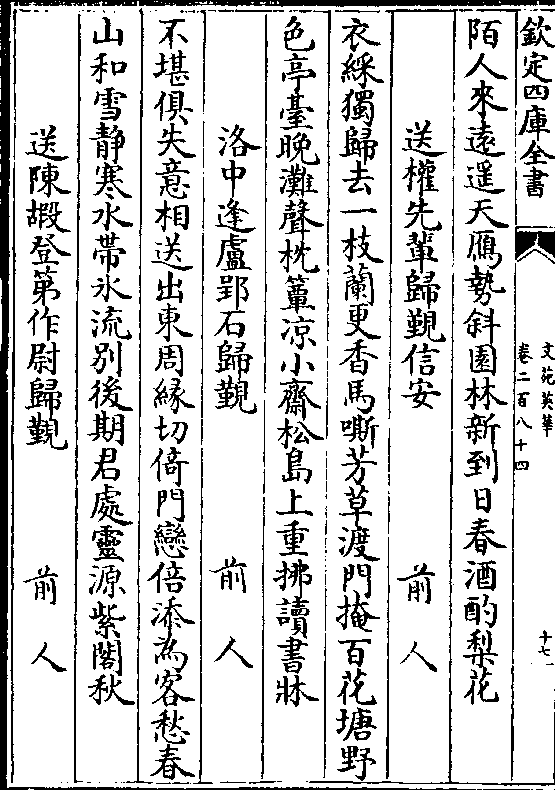 欽定四庫全書
文苑英華
卷二百八十四
十七
陌人來遠遥天鴈勢斜園林新到日春酒酌梨花
送權先輩歸覲信安
前人
衣綵獨歸去一枝蘭更香馬嘶芳草渡門掩百花塘野
色亭臺晚灘聲枕簟凉小齋松島上重拂讀書牀
洛中逢盧郢石歸覲
前人
不堪俱失意相送出東周緣切倚門戀倍添為客愁春
山和雪静寒水帶氷流别後期君處靈源紫閣秋
送陳嘏登第作尉歸覲
前人